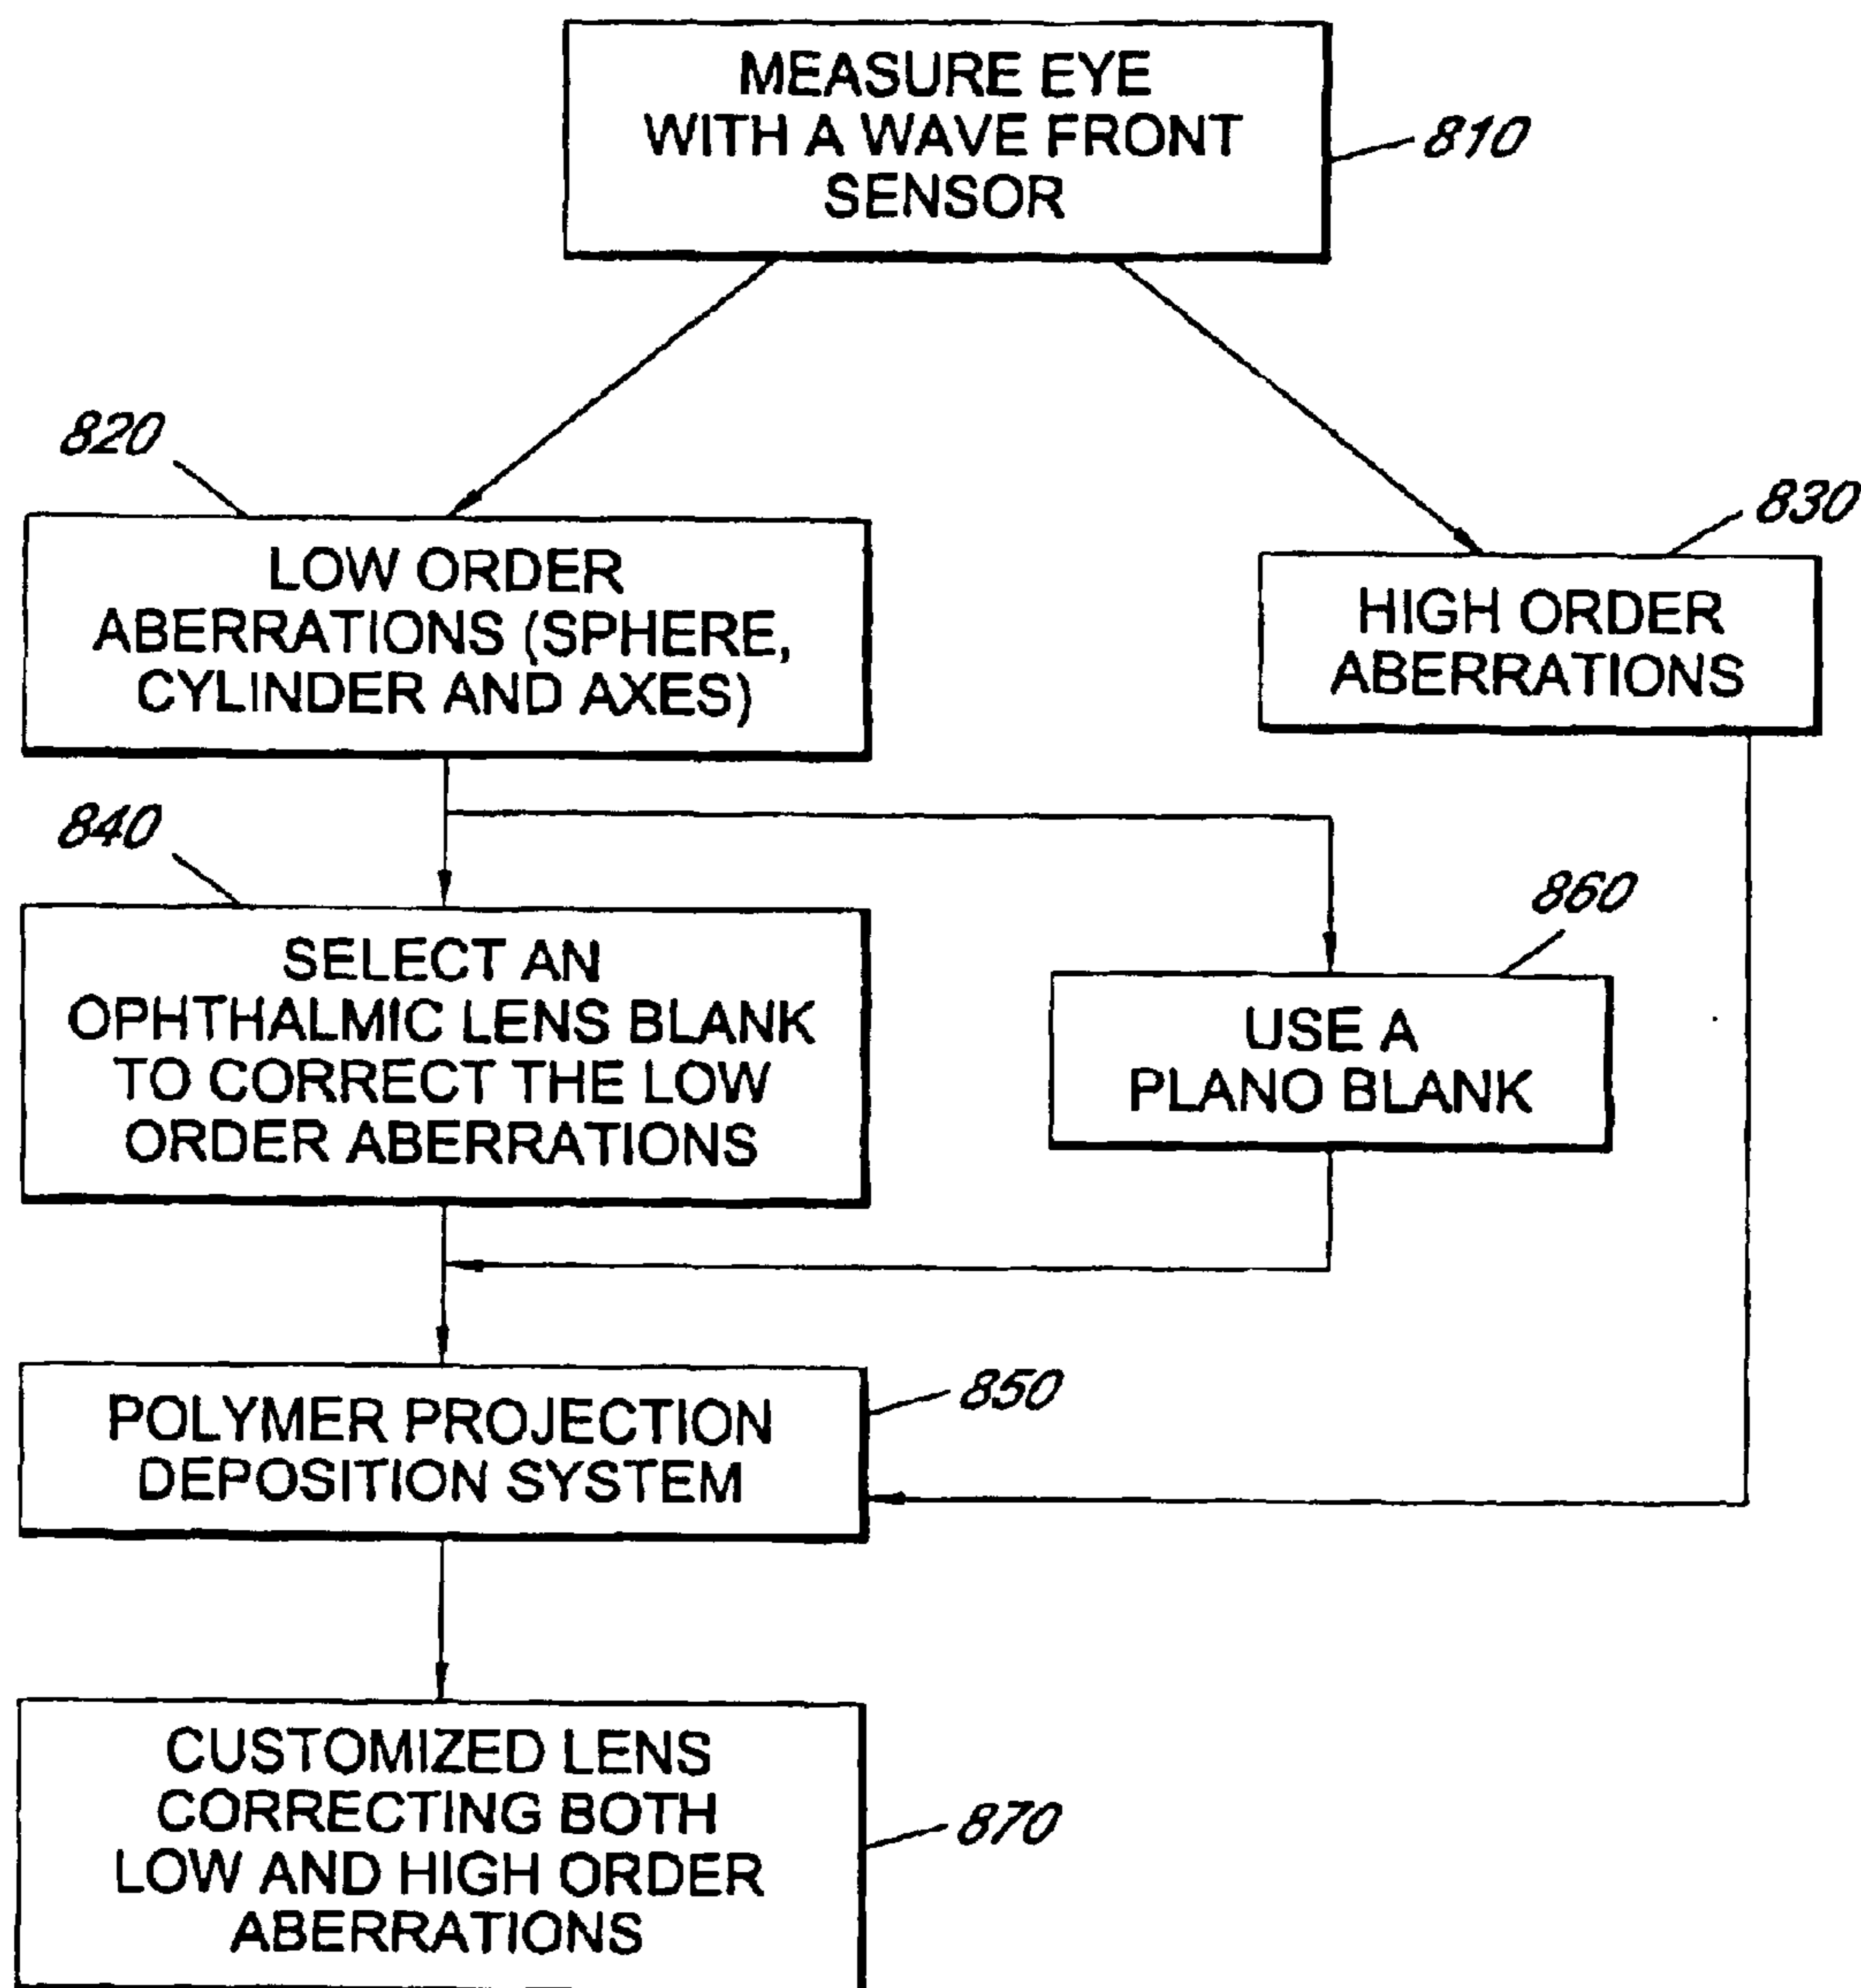 MEASURE EYE
WITH A WAVE FRONT
SENSOR
810
820
LOW ORDER
ABERRATIONS (SPHERE,
CYLINDER AND AXES)
830
HIGH ORDER
ABERRATIONS
840
SELECT AN
OPHTHALMIC LENS BLANK
TO CORRECT THE LOW
ORDER ABERRATIONS
860
USE A
PLANO BLANK
POLYMER PROJECTION
DEPOSITION SYSTEM
850
CUSTOMIZED LENS
CORRECTING BOTH
LOW AND HIGH ORDER
ABERRATIONS
870